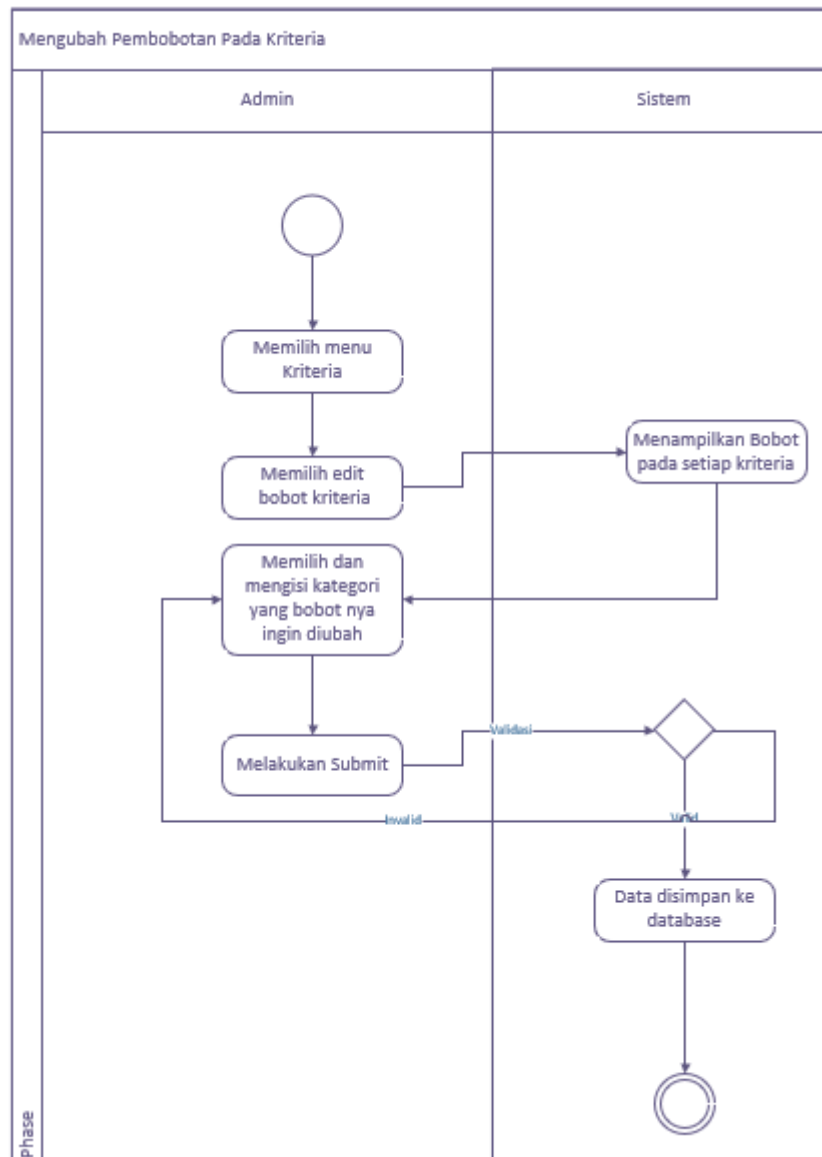 Mengubah Pembobotan Pada Kriteria
Admin
Sistem
Memilih menu
Kriteria
Memilih edit
bobot kriteria
Menampilkan Bobot
pada setiap kriteria
Memilih dan
mengisi kategori
yang bobot nya
ingin diubah
Melakukan Submit
Validasi
Invalid
Valid
Data disimpan ke
database
Phase